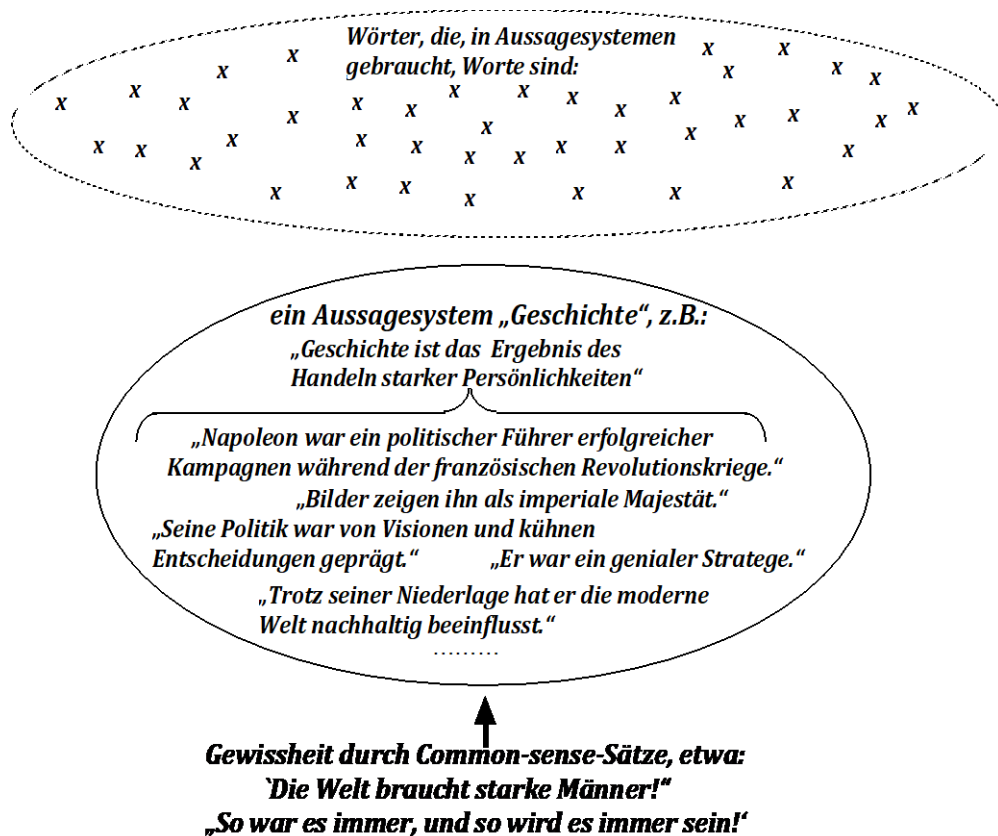 Wörter, die, in Aussagesystemen
gebraucht, Worte sind:
x x x x x x x x x x x x x x x x x x x x x x x x x x x x x x x x x x x x x x x x x x x
ein Aussagesystem „Geschichte“, z.B.:
„Geschichte ist das Ergebnis des
Handeln starker Persönlichkeiten“
„Napoleon war ein politischer Führer erfolgreicher
Kampagnen während der französischen Revolutionskriege.“
„Bilder zeigen ihn als imperiale Majestät.“
„Seine Politik war von Visionen und kühnen
Entscheidungen geprägt.“ „Er war ein genialer Stratege.“
„Trotz seiner Niederlage hat er die moderne
Welt nachhaltig beeinflusst.“
………
Gewissheit durch Common-sense-Sätze, etwa:
`Die Welt braucht starke Männer!“
„So war es immer, und so wird es immer sein!‘